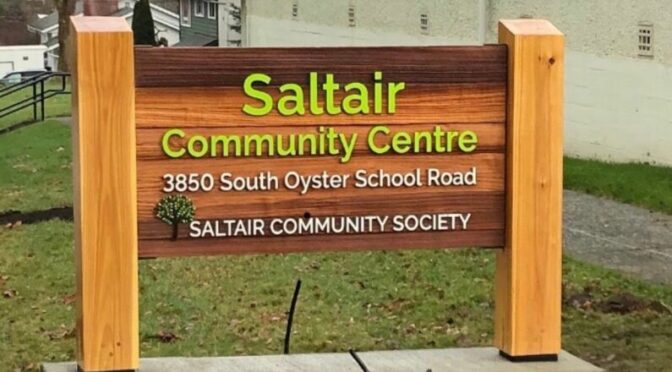 Saltair
Community Centre
3850 South Oyster School Road
SALTAIR COMMUNITY SOCIETY